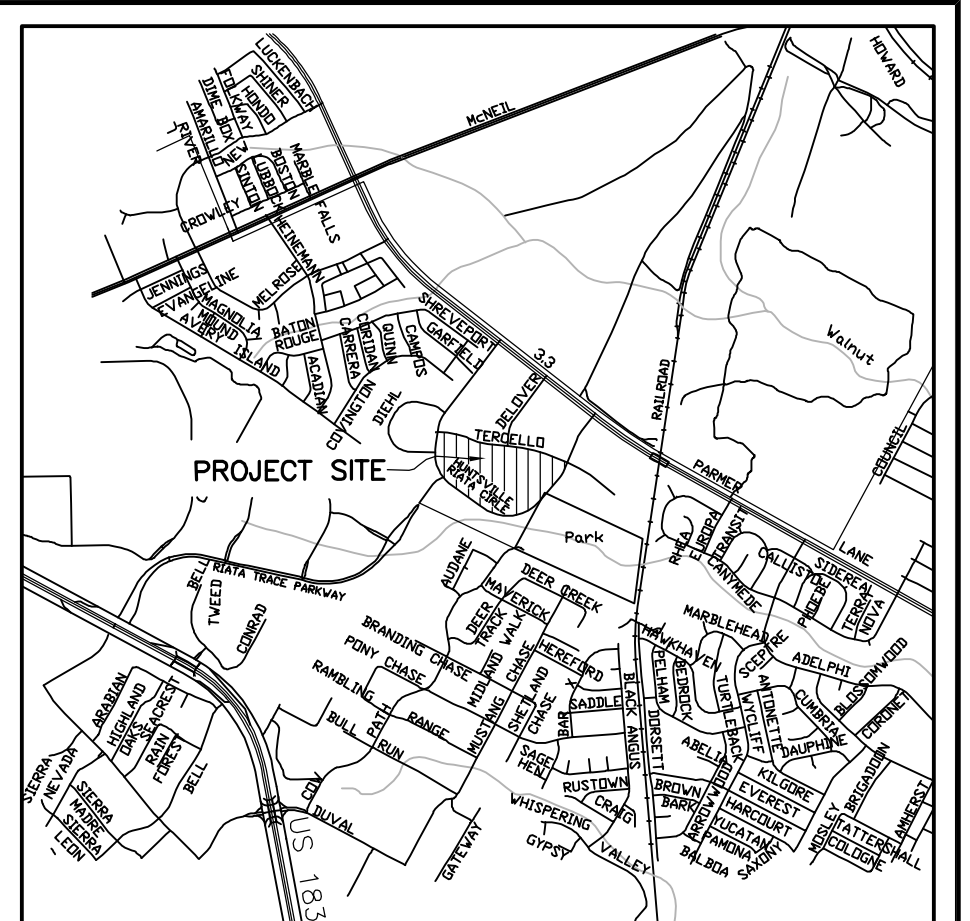 LUCKENBACH
SHINER
HONDO
FOLKWAY
DIME BOX
AMARILLO
RIVER
NEW
SINTON
LUBBOCK
BOSTON
MARBLE
FALLS
McNEIL
HOWARD
CROWLEY
HEINEMANN
JENNINGS
EVANGELINE
MELROSE
MAGNOLIA
MOUND
AVERY
ISLAND
BATON
ROUGE
ACADIAN
CARRERA
CORIDAN
QUINN
CAMPOS
GARFIELD
SHREVEPORT
COVINGTON
DIEHL
33
DELOVER
TERCELLO
RAILROAD
Walnut
COUNCIL
PROJECT SITE
HUNTSVILLE
RIATA CIRLE
PARMER
LANE
Park
RHEA
EUROPA
TRANSIT
CANYMEDE
CALLISTO
PHOEBE
SIDEREAL
TERRA
NOVA
RIATA TRACE PARKWAY
BELL
TWEED
CONRAD
AUDANE
DEER CREEK
MAVERICK
DEER
TRACK
WALK
MIDLAND
BRANDING CHASE
PONY CHASE
RAMBLING
RANGE
BULL
RUN
PATH
COW
MUSTANG
CHASE
SHETLAND
CHASE
HEREFORD
BAR
X
SADDLE
SAGE
HEN
RUSTOWN
CRAIG
WHISPERING
VALLEY
GYPSY
GATEWAY
DUVAL
US 183
ARABIAN
HIGHLAND
OAKS
SEACREST
RAIN
FOREST
BELL
SIERRA
NEVADA
SIERRA
MADRE
SIERRA
LEON
HAWKHAVEN
MARBLEHEAD
SCEPTRE
ADELPHI
BLOSSOMWOOD
CORONET
CUMBRIA
DAUPHINE
ANTONETTE
WYCLIFF
TURTLEBACK
BEDROCK
PELHAM
DORSETT
BLACK ANGUS
ABELIA
BROWN
BARK
ARROWWOOD
KILGORE
EVEREST
HARCOURT
YUCATAN
PAMONA
BALBOA
SAXONY
MOSLEY
BRIGADOON
TATTERSHALL
COLOGNE
AMHERST